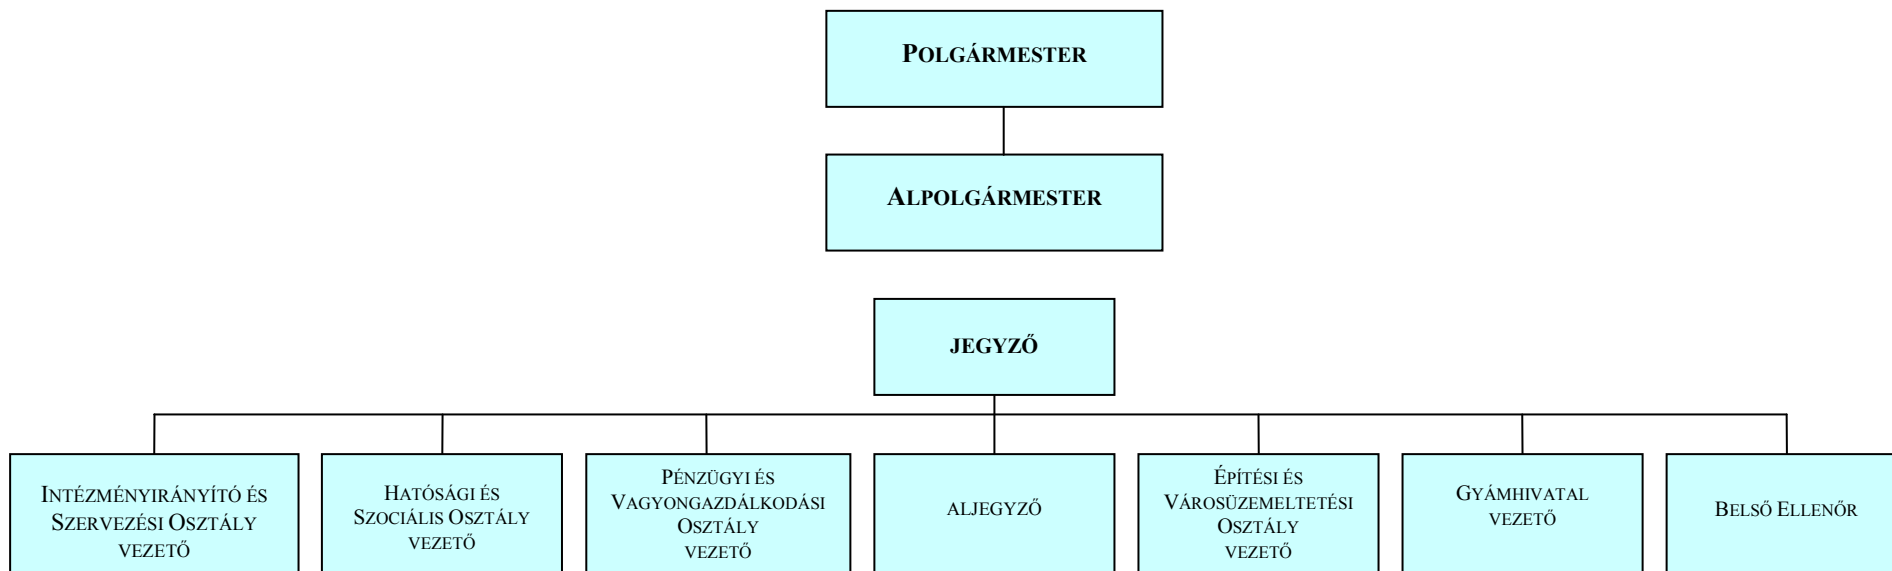 POLGÁRMESTER
ALPOLGÁRMESTER
JEGYZŐ
INTÉZMÉNYIRÁNYÍTÓ ÉS
SZERVEZÉSI OSZTÁLY
VEZETŐ
HATÓSÁGI ÉS
SZOCIÁLIS OSZTÁLY
VEZETŐ
PÉNZÜGYI ÉS
VAGYONGAZDÁLKODÁSI
OSZTÁLY
VEZETŐ
ALJEGYZŐ
ÉPÍTÉSI ÉS
VÁROSÜZEMELTETÉSI
OSZTÁLY
VEZETŐ
GYÁMHIVATAL
VEZETŐ
BELSŐ ELLENŐR